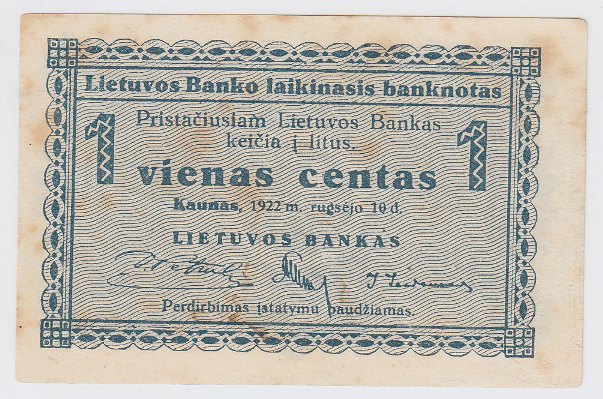 Lietuvos Banko laikinasis banknotas
Pristačiusiam Lietuvos Bankas
keičia į litus.
1 1
vienas centas
Kaunas, 1922 m. rugsėjo 10 d.
LIETUVOS BANKAS
Perdirbimas įstatymu baudžiamas.